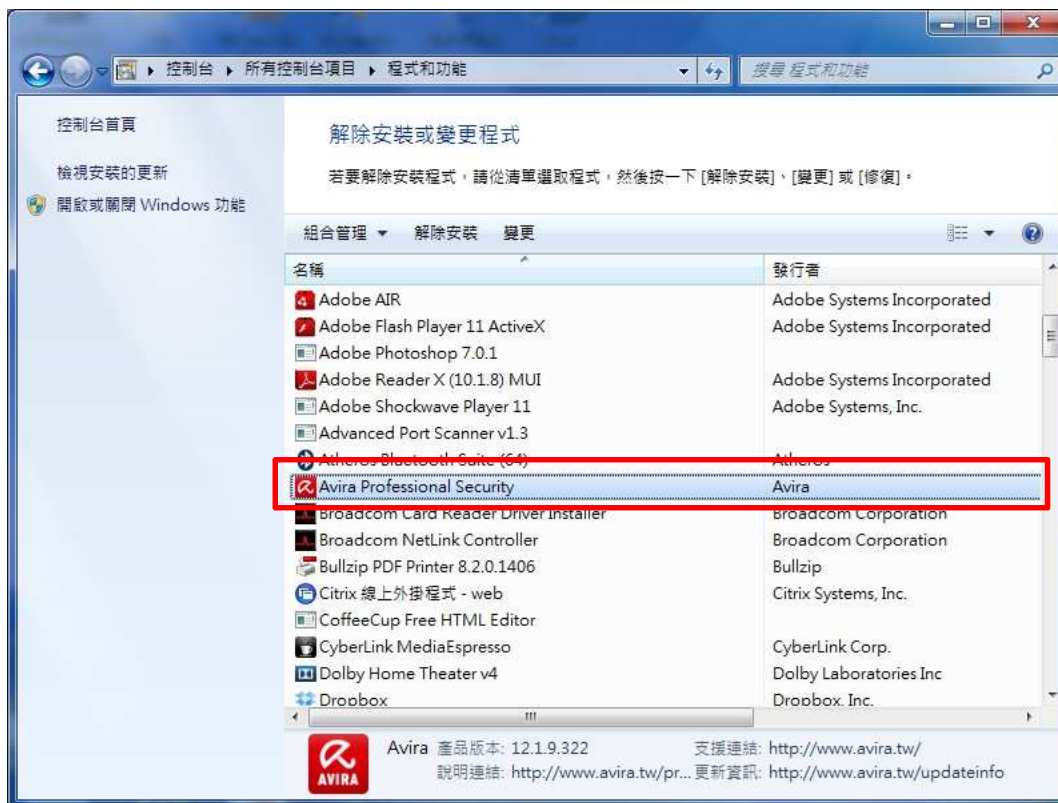 控制台 ▸ 所有控制台項目 ▸ 程式和功能
搜尋 程式和功能
控制台首頁
檢視安裝的更新
開啟或關閉 Windows 功能
解除安裝或變更程式
若要解除安裝程式，請從清單選取程式，然後按一下 [解除安裝]、[變更] 或 [修復]。
組合管理 解除安裝 變更
名稱 發行者
Adobe AIR Adobe Systems Incorporated
Adobe Flash Player 11 ActiveX Adobe Systems Incorporated
Adobe Photoshop 7.0.1
Adobe Reader X (10.1.8) MUI Adobe Systems Incorporated
Adobe Shockwave Player 11 Adobe Systems, Inc.
Advanced Port Scanner v1.3
Atheros Bluetooth Suite (64) Atheros
Avira Professional Security Avira
Broadcom Card Reader Driver Installer Broadcom Corporation
Broadcom NetLink Controller Broadcom Corporation
Bullzip PDF Printer 8.2.0.1406 Bullzip
Citrix 線上外掛程式 - web Citrix Systems, Inc.
CoffeeCup Free HTML Editor
CyberLink MediaEspresso CyberLink Corp.
Dolby Home Theater v4 Dolby Laboratories Inc
Dropbox Dropbox, Inc.
Avira 產品版本: 12.1.9.322 支援連結: http://www.avira.tw/
說明連結: http://www.avira.tw/pr... 更新資訊: http://www.avira.tw/updateinfo
AVIRA